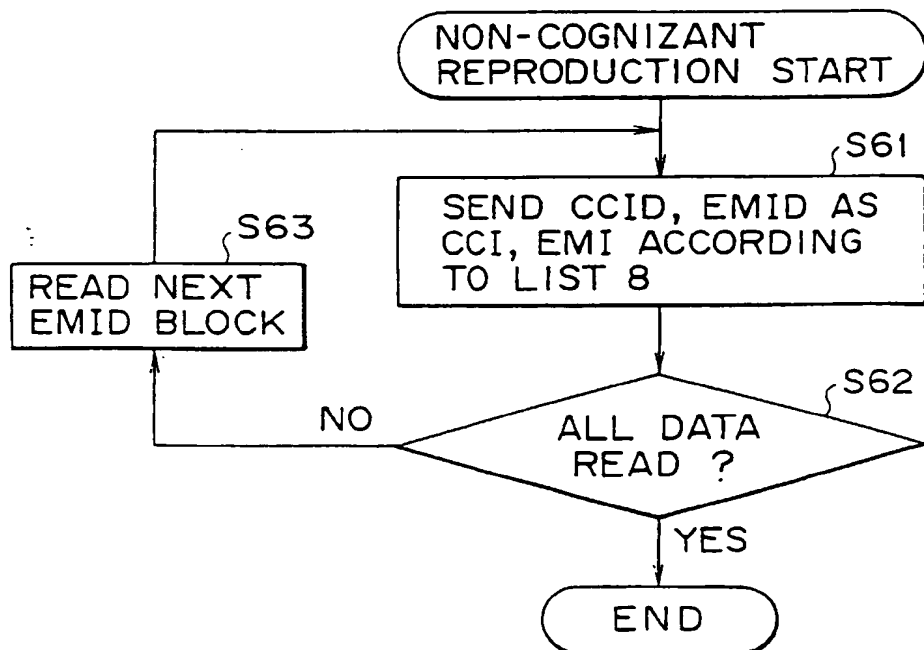 NON-COGNIZANT
REPRODUCTION START
S61
SEND CCID, EMID AS
CCI, EMI ACCORDING
TO LIST 8
S63
READ NEXT
EMID BLOCK
S62
NO
ALL DATA
READ ?
YES
END